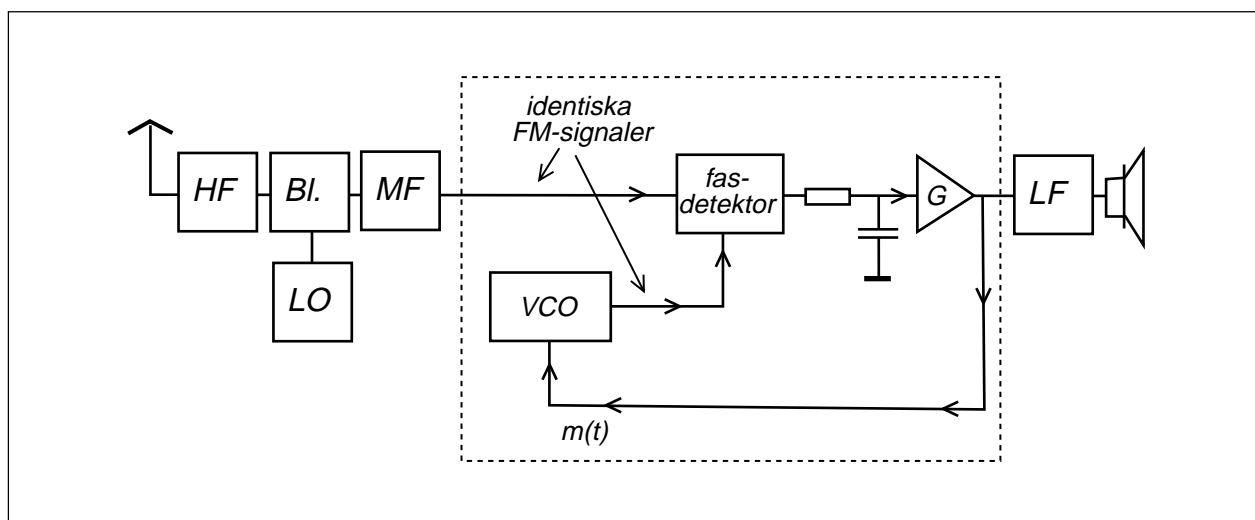 identiska
FM-signaler
HF
Bl.
MF
fas-
detektor
G
LF
LO
VCO
m(t)